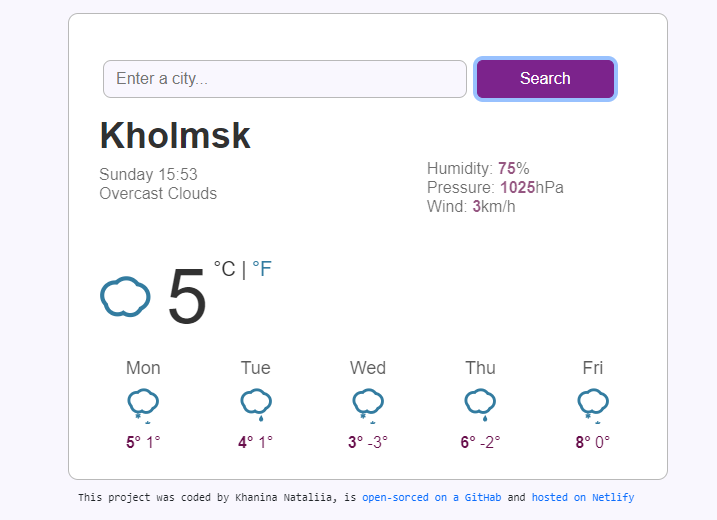 Enter a city...
Search
Kholmsk
Sunday 15:53
Overcast Clouds
Humidity: 75%
Pressure: 1025hPa
Wind: 3km/h
5 °C | °F
Mon Tue Wed Thu Fri
5° 1° 4° 1° 3° -3° 6° -2° 8° 0°
This project was coded by Khanina Nataliia, is open-sorced on a GitHab and hosted on Netlify